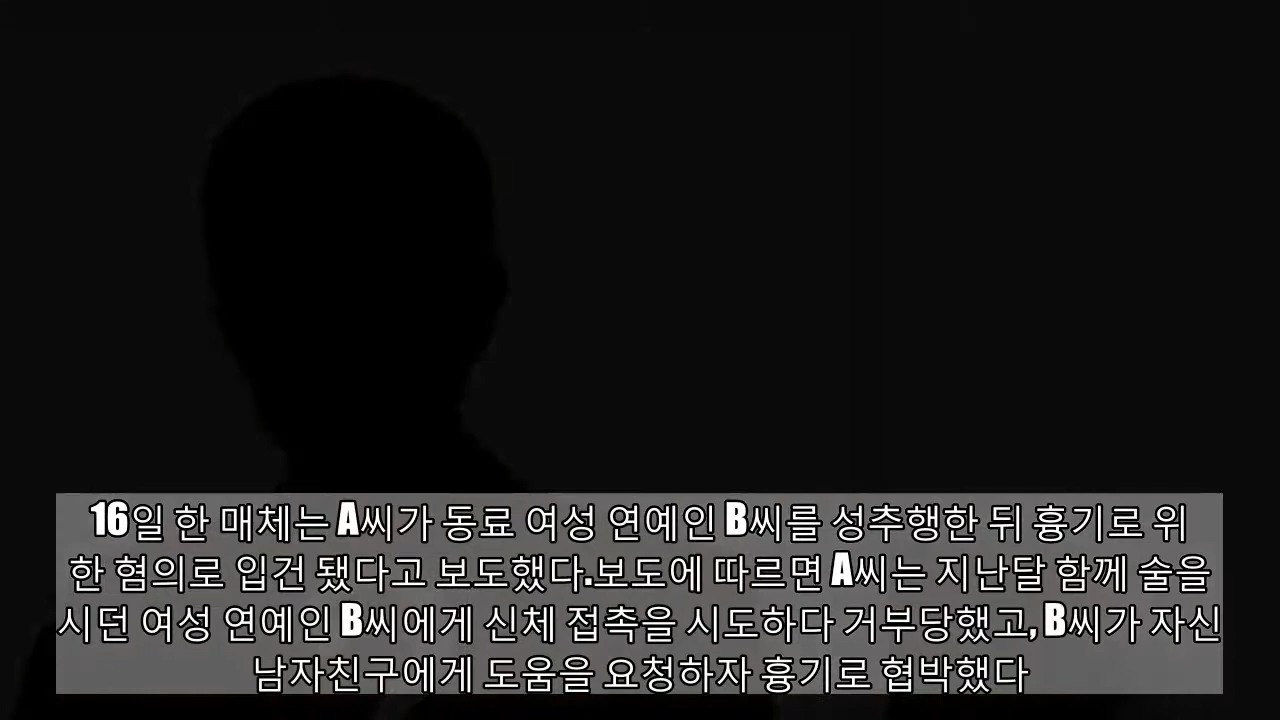 16일 한 매체는 A씨가 동료 여성 연예인 B씨를 성추행한 뒤 흉기로 위
한 혐의로 입건 됐다고 보도했다.보도에 따르면 A씨는 지난달 함께 술을
시던 여성 연예인 B씨에게 신체 접촉을 시도하다 거부당했고, B씨가 자신
남자친구에게 도움을 요청하자 흉기로 협박했다